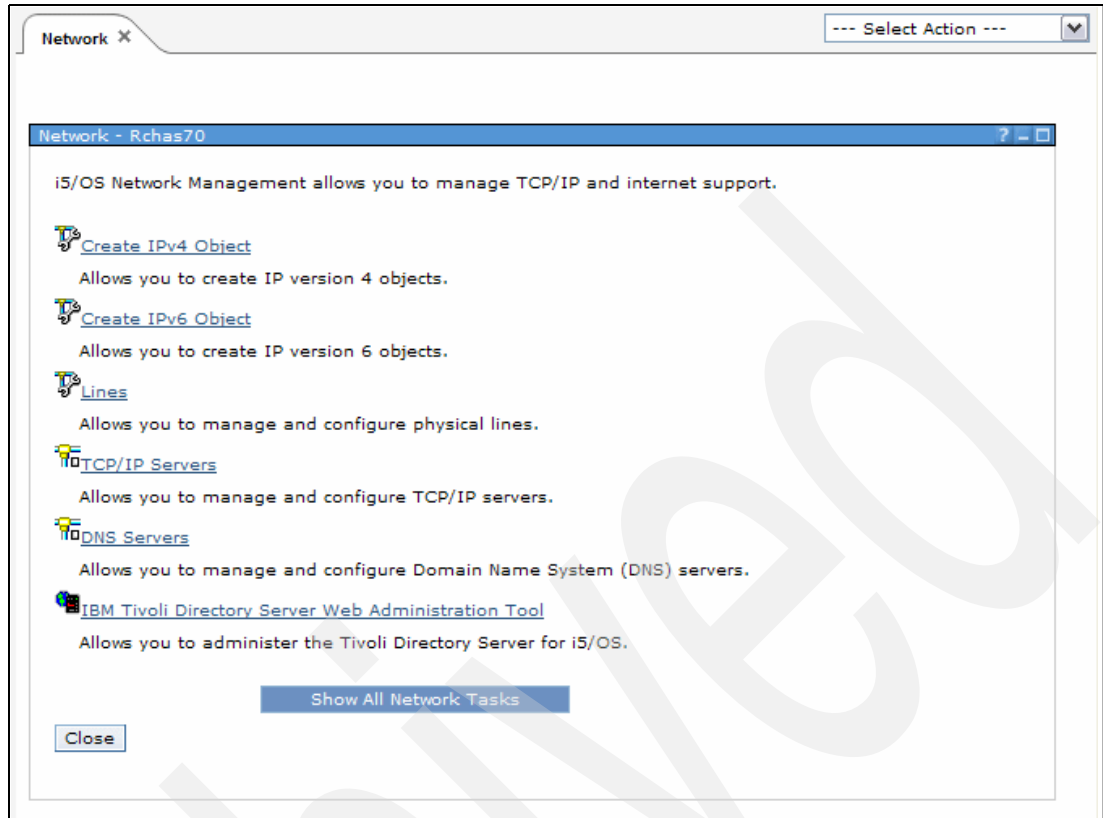 Network
--- Select Action ---
Network - Rchas70
i5/OS Network Management allows you to manage TCP/IP and internet support.
Create IPv4 Object
Allows you to create IP version 4 objects.
Create IPv6 Object
Allows you to create IP version 6 objects.
Lines
Allows you to manage and configure physical lines.
TCP/IP Servers
Allows you to manage and configure TCP/IP servers.
DNS Servers
Allows you to manage and configure Domain Name System (DNS) servers.
IBM Tivoli Directory Server Web Administration Tool
Allows you to administer the Tivoli Directory Server for i5/OS.
Show All Network Tasks
Close